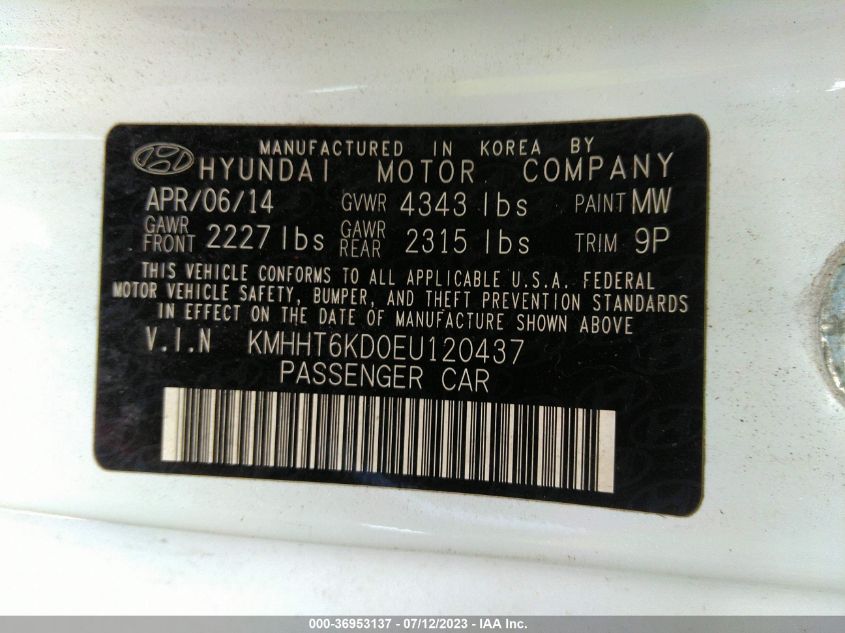 MANUFACTURED IN KOREA BY
HYUNDAI MOTOR COMPANY
APR/06/14 GVWR 4343 lbs PAINT MW
GAWR FRONT 2227 lbs GAWR REAR 2315 lbs TRIM 9P
THIS VEHICLE CONFORMS TO ALL APPLICABLE U.S.A. FEDERAL
MOTOR VEHICLE SAFETY, BUMPER, AND THEFT PREVENTION STANDARDS
IN EFFECT ON THE DATE OF MANUFACTURE SHOWN ABOVE
V.I.N KMHHT6KD0EU120437
PASSENGER CAR
000-36953137 - 07/12/2023 - IAA Inc.